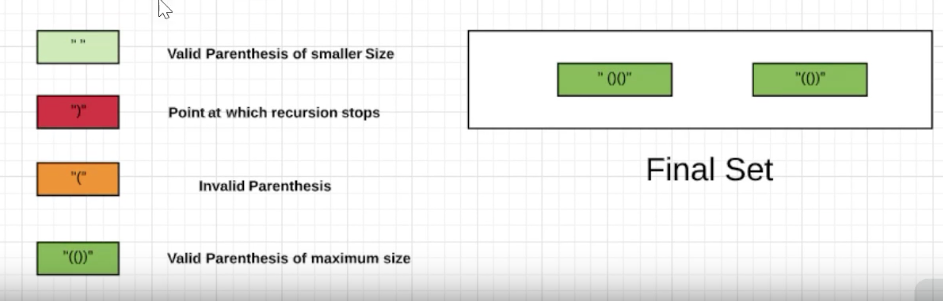 " "
Valid Parenthesis of smaller Size
")"
Point at which recursion stops
"("
Invalid Parenthesis
"(())"
Valid Parenthesis of maximum size
" ()()"
"(())"
Final Set